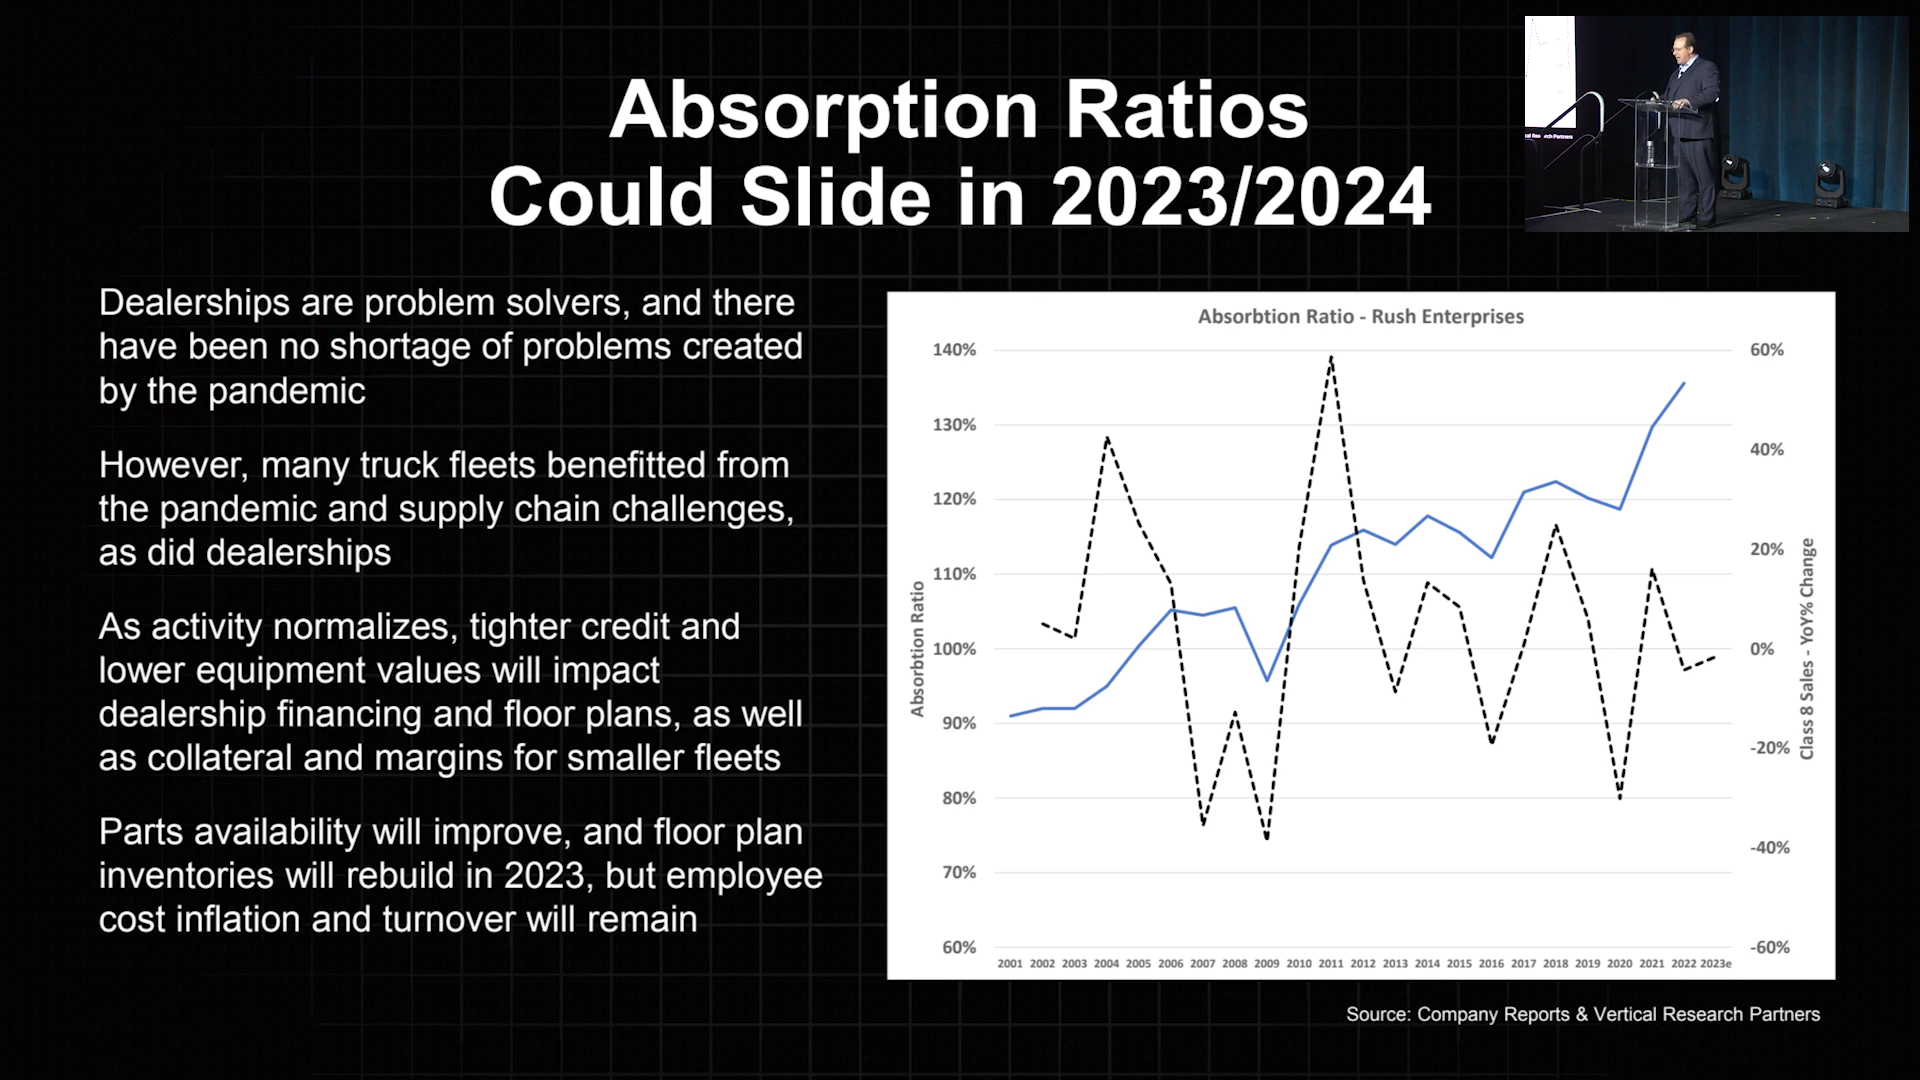 Absorption Ratios
Could Slide in 2023/2024
Dealerships are problem solvers, and there
have been no shortage of problems created
by the pandemic
However, many truck fleets benefitted from
the pandemic and supply chain challenges,
as did dealerships
As activity normalizes, tighter credit and
lower equipment values will impact
dealership financing and floor plans, as well
as collateral and margins for smaller fleets
Parts availability will improve, and floor plan
inventories will rebuild in 2023, but employee
cost inflation and turnover will remain
Absorbtion Ratio - Rush Enterprises
Absorbtion Ratio
140%
130%
120%
110%
100%
90%
80%
70%
60%
60%
40%
20%
0%
-20%
-40%
-60%
Class 8 Sales - YoY% Change
2001 2002 2003 2004 2005 2006 2007 2008 2009 2010 2011 2012 2013 2014 2015 2016 2017 2018 2019 2020 2021 2022 2023e
Source: Company Reports & Vertical Research Partners